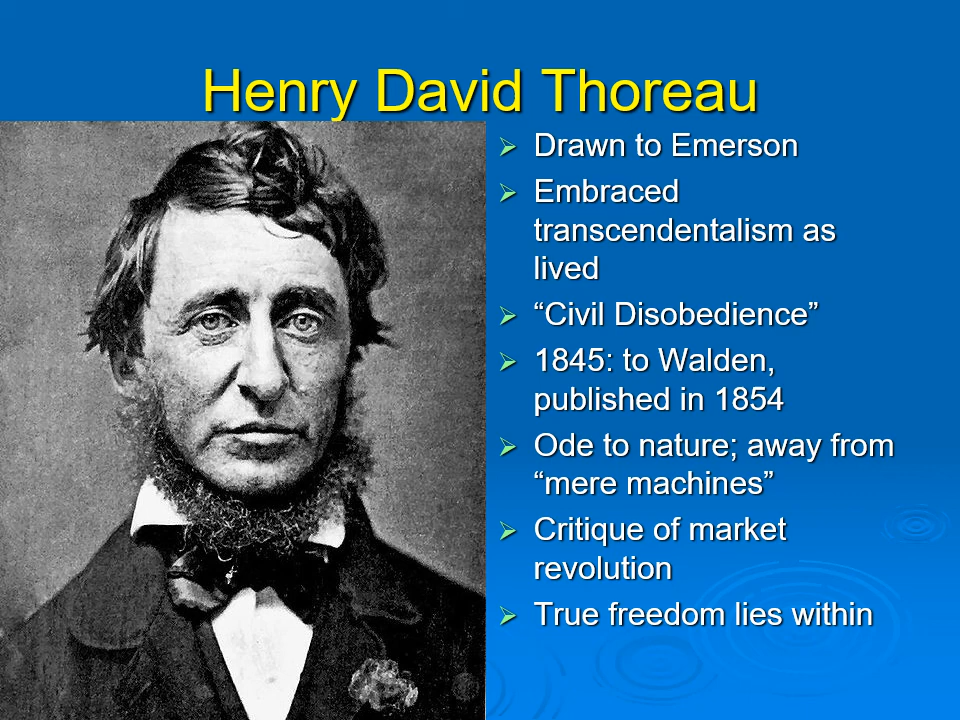 Henry David Thoreau
➢ Drawn to Emerson
➢ Embraced
transcendentalism as
lived
➢ “Civil Disobedience”
➢ 1845: to Walden,
published in 1854
➢ Ode to nature; away from
“mere machines”
➢ Critique of market
revolution
➢ True freedom lies within